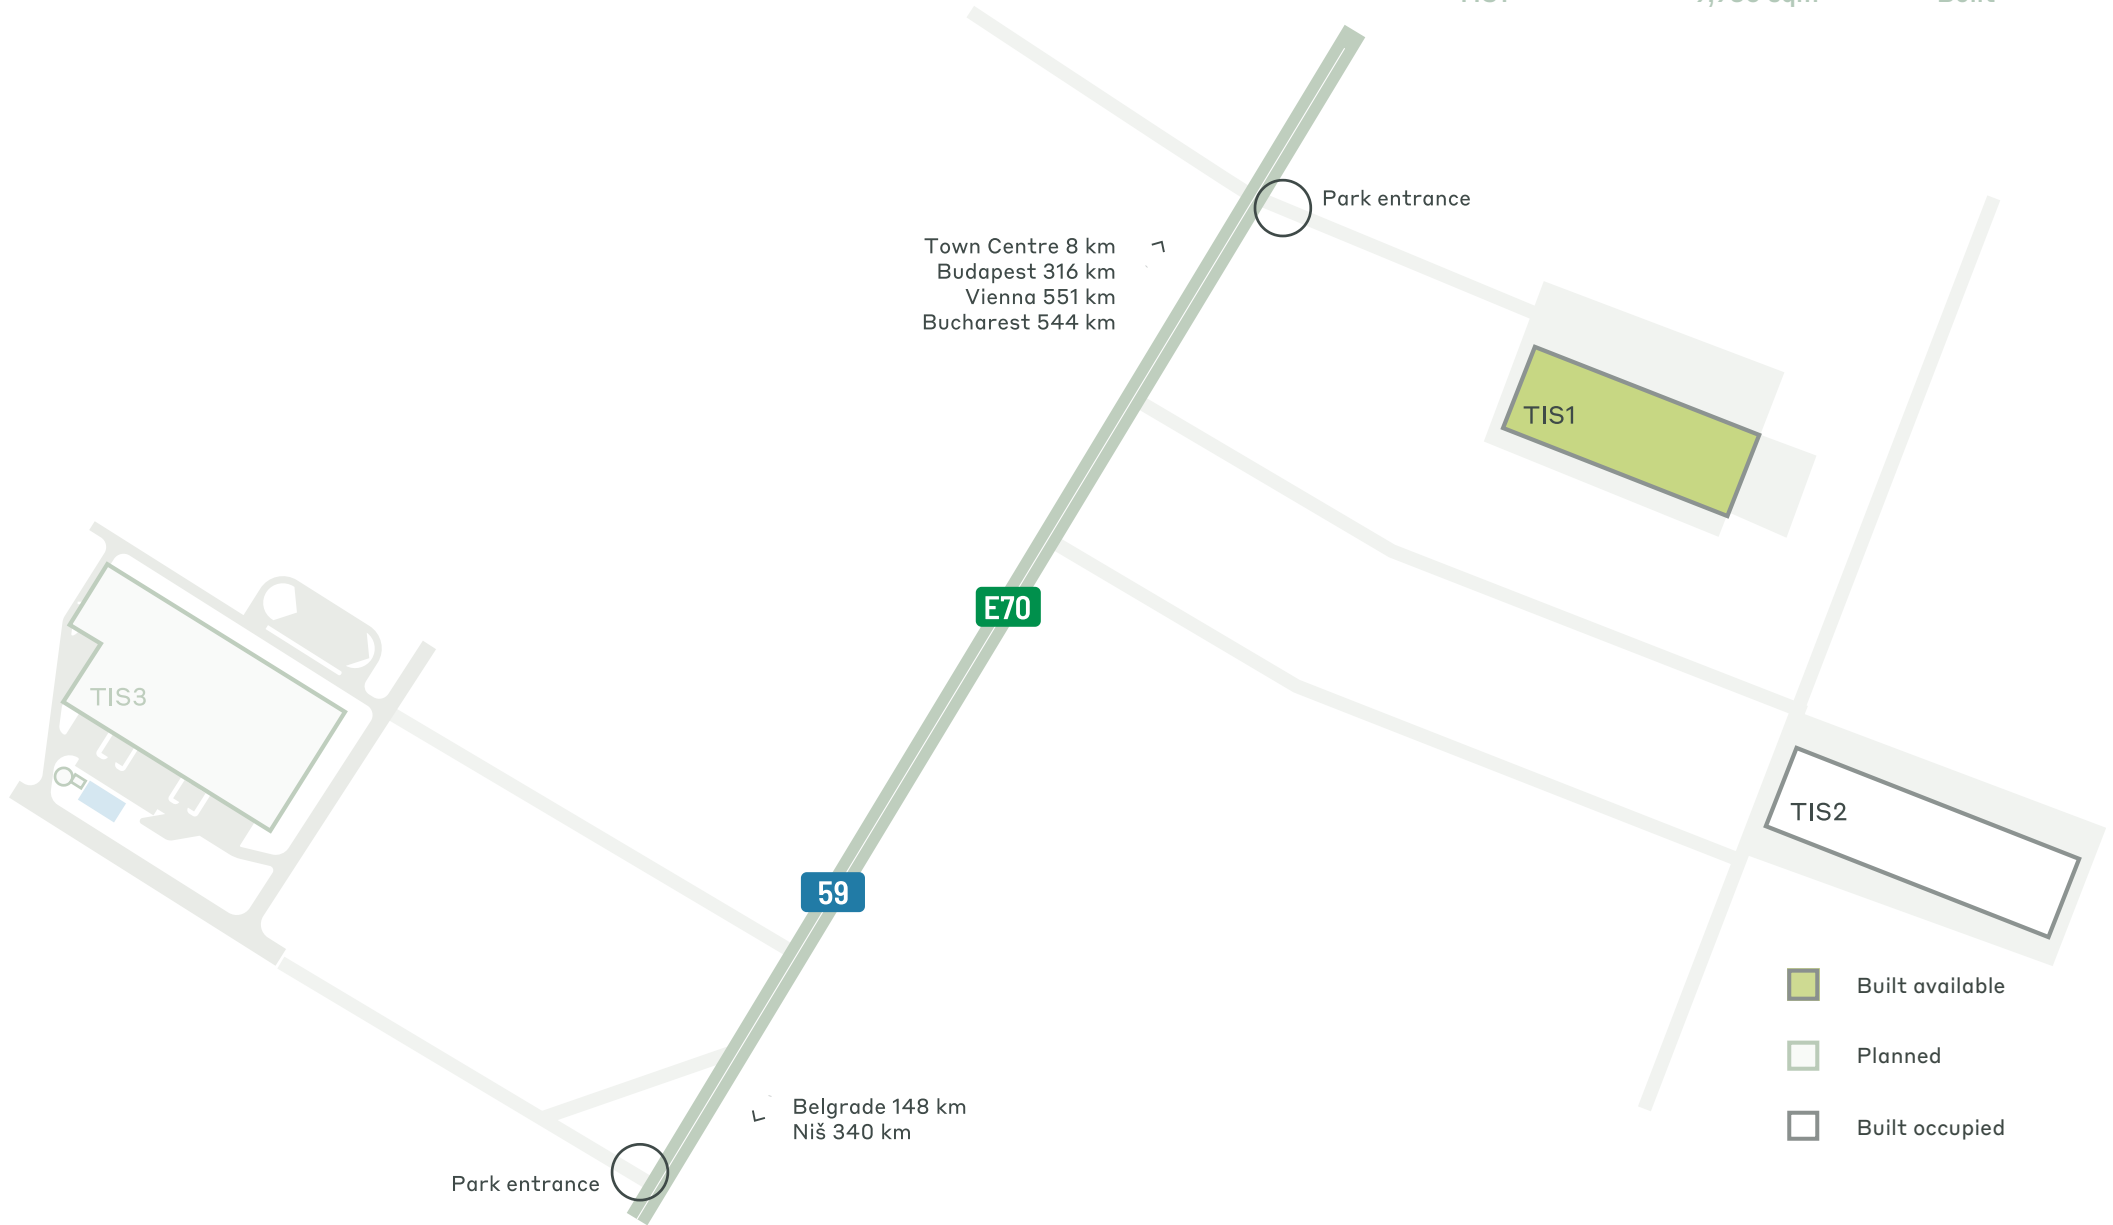 Park entrance
Town Centre 8 km
Budapest 316 km
Vienna 551 km
Bucharest 544 km
TIS1
E70
TIS3
TIS2
59
Built available
Planned
Built occupied
Belgrade 148 km
Niš 340 km
Park entrance